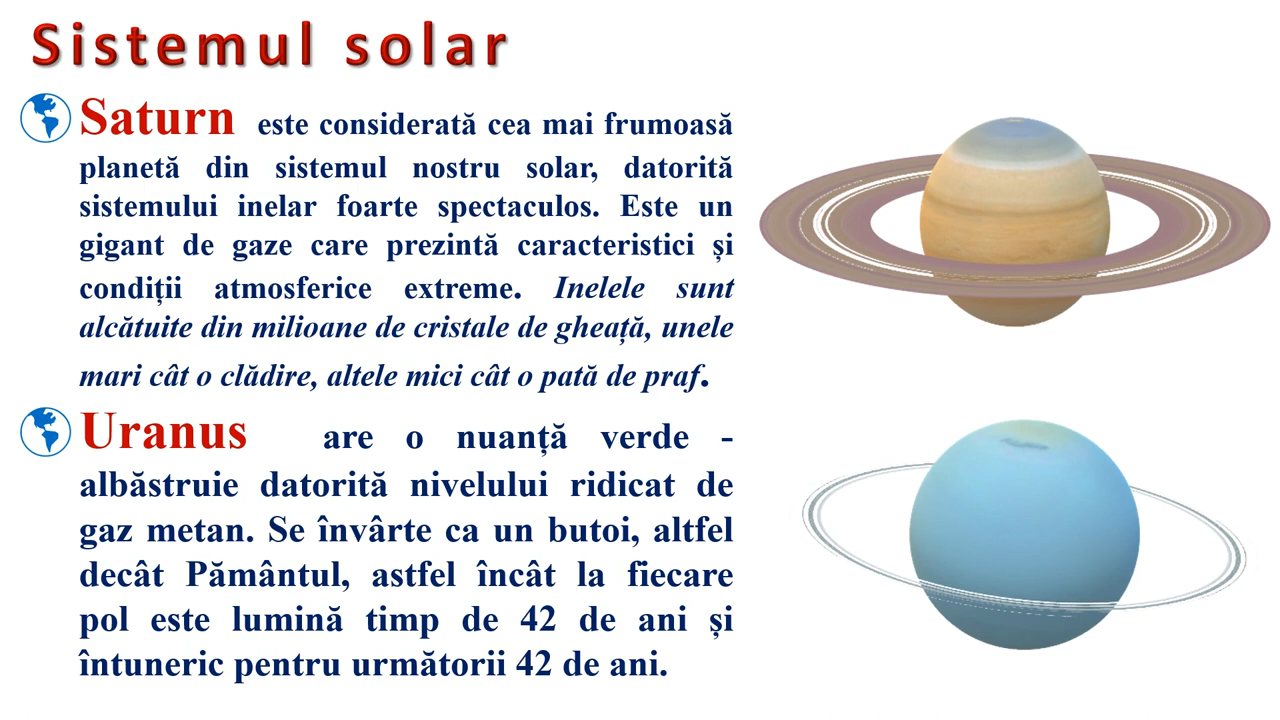 Sistemul solar
Saturn este considerată cea mai frumoasă
planetă din sistemul nostru solar, datorită
sistemului inelar foarte spectaculos. Este un
gigant de gaze care prezintă caracteristici și
condiții atmosferice extreme. Inelele sunt
alcătuite din milioane de cristale de gheață, unele
mari cât o clădire, altele mici cât o pată de praf.
Uranus are o nuanță verde -
albăstruie datorită nivelului ridicat de
gaz metan. Se învârte ca un butoi, altfel
decât Pământul, astfel încât la fiecare
pol este lumină timp de 42 de ani și
întuneric pentru următorii 42 de ani.